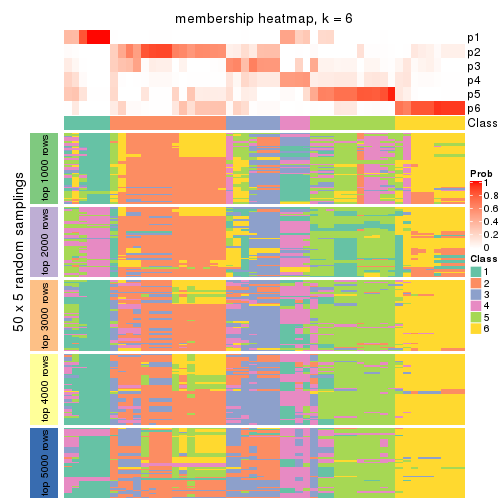 membership heatmap, k = 6
p1
p2
p3
p4
p5
p6
Class
50 x 5 random samplings
top 1000 rows
top 2000 rows
top 3000 rows
top 4000 rows
top 5000 rows
Prob
1
0.8
0.6
0.4
0.2
0
Class
1
2
3
4
5
6